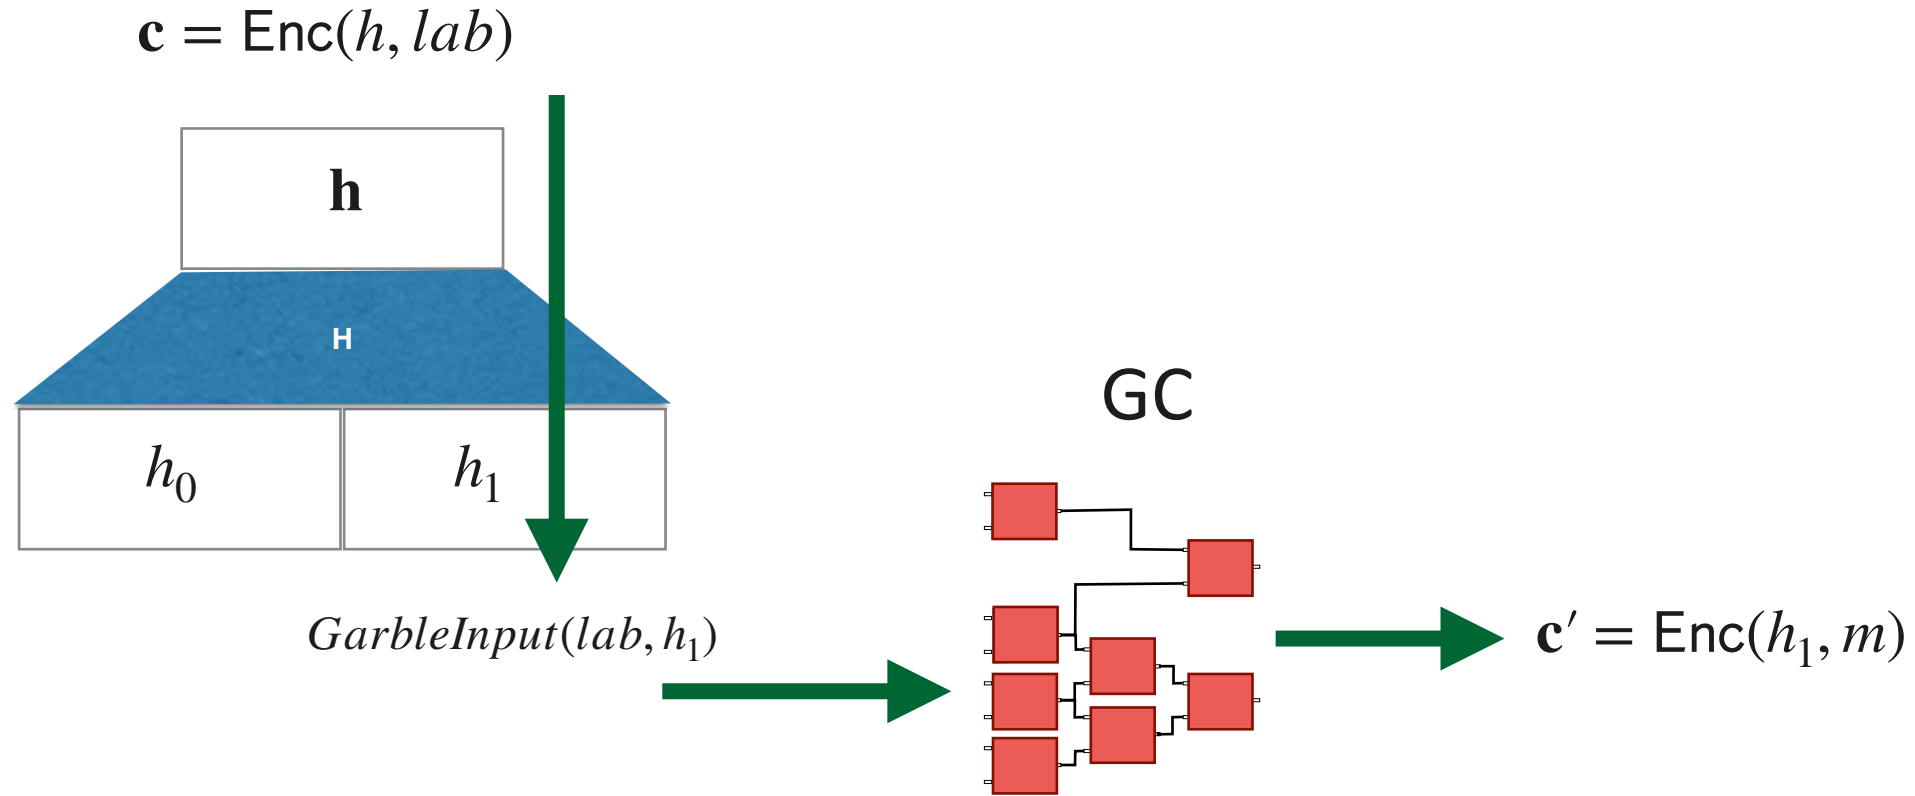 c = Enc(h, lab)
h
H
h₀
h₁
GarbleInput(lab, h₁)
GC
c′ = Enc(h₁, m)